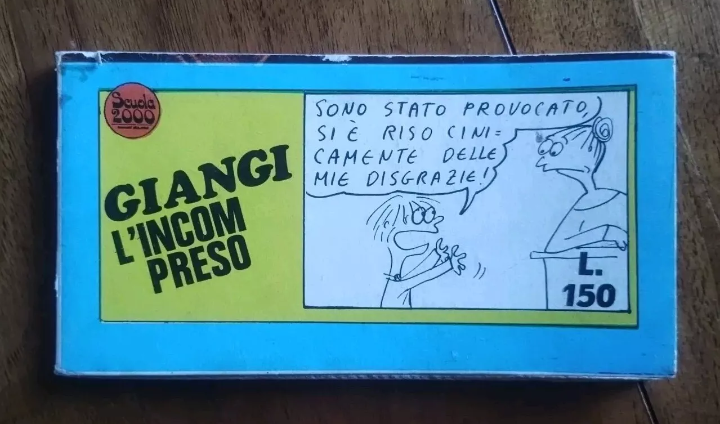 Scuola
2000
GIANGI
L'INCOM
PRESO
SONO STATO PROVOCATO,
SI È RISO CINI=
CAMENTE DELLE
MIE DISGRAZIE!
L.
150